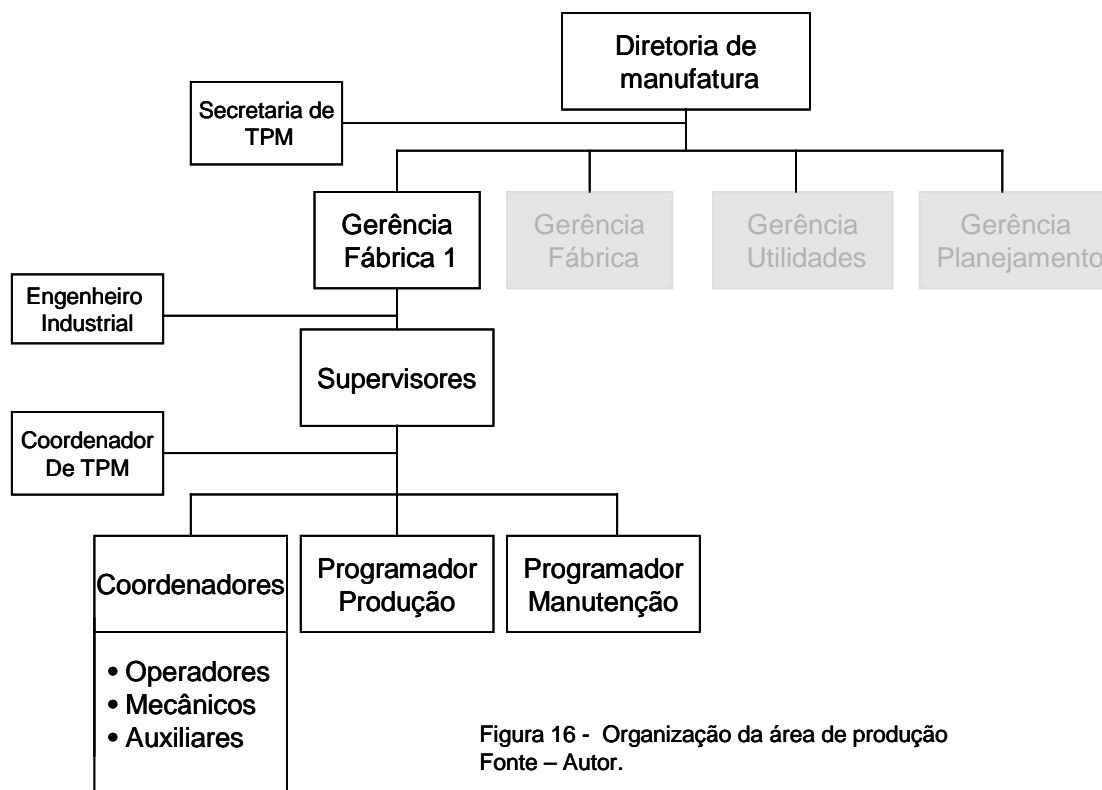 Diretoria de
manufatura
Secretaria de
TPM
Gerência
Fábrica 1
Gerência
Fábrica
Gerência
Utilidades
Gerência
Planejamento
Engenheiro
Industrial
Supervisores
Coordenador
De TPM
Coordenadores
Programador
Produção
Programador
Manutenção
• Operadores
• Mecânicos
• Auxiliares
Figura 16 - Organização da área de produção
Fonte – Autor.